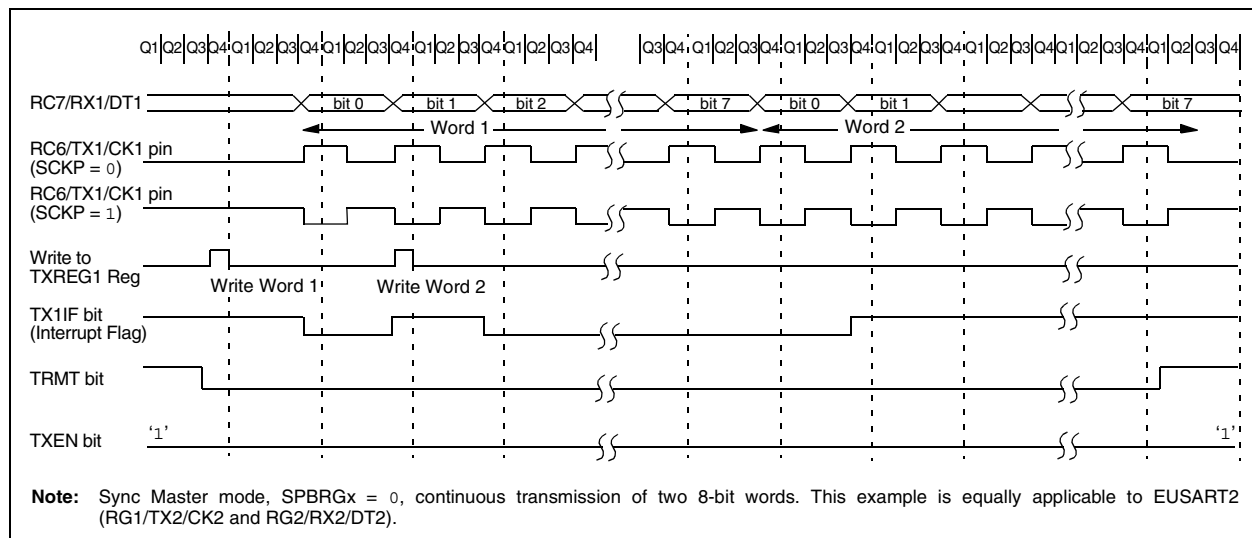 Q1 Q2 Q3 Q4 Q1 Q2 Q3 Q4 Q1 Q2 Q3 Q4 Q1 Q2 Q3 Q4 Q1 Q2 Q3 Q4 Q3 Q4 Q1 Q2 Q3 Q4 Q1 Q2 Q3 Q4 Q1 Q2 Q3 Q4 Q1 Q2 Q3 Q4 Q1 Q2 Q3 Q4 Q1 Q2 Q3 Q4
RC7/RX1/DT1 bit 0 bit 1 bit 2 bit 7 bit 0 bit 1 bit 7
Word 1 Word 2
RC6/TX1/CK1 pin
(SCKP = 0)
RC6/TX1/CK1 pin
(SCKP = 1)
Write to
TXREG1 Reg
Write Word 1 Write Word 2
TX1IF bit
(Interrupt Flag)
TRMT bit
TXEN bit ‘1’ ‘1’
Note: Sync Master mode, SPBRGx = 0, continuous transmission of two 8-bit words. This example is equally applicable to EUSART2
(RG1/TX2/CK2 and RG2/RX2/DT2).